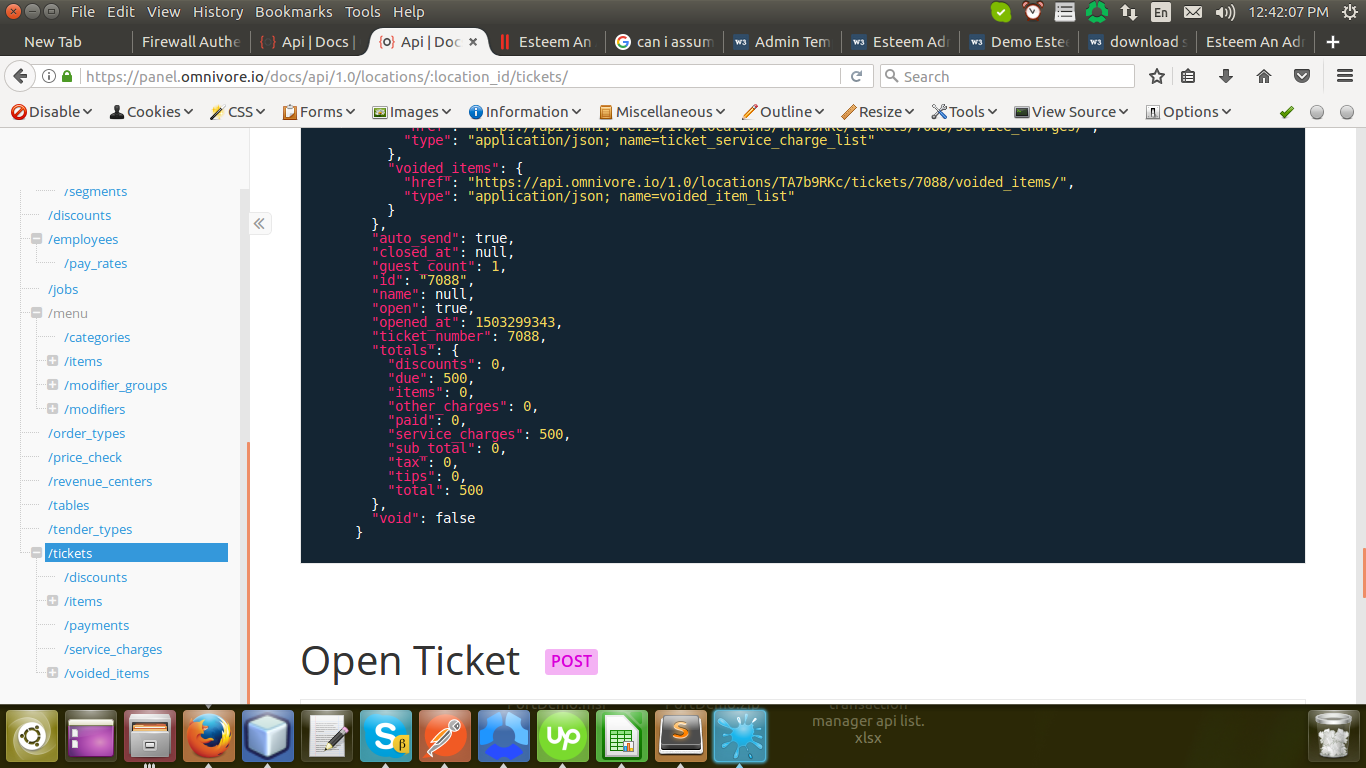 File Edit View History Bookmarks Tools Help
En
12:42:07 PM
New Tab
Firewall Authe
Api | Docs |
Api | Doc
Esteem An
can i assum
Admin Tem
Esteem Ad
Demo Estee
download s
Esteem An Ad
https://panel.omnivore.io/docs/api/1.0/locations/:location_id/tickets/
Search
Disable Cookies CSS Forms Images Information Miscellaneous Outline Resize Tools View Source Options
/segments
/discounts
/employees
/pay_rates
/jobs
/menu
/categories
/items
/modifier_groups
/modifiers
/order_types
/price_check
/revenue_centers
/tables
/tender_types
/tickets
/discounts
/items
/payments
/service_charges
/voided_items
"href": "https://api.omnivore.io/1.0/locations/TA7b9RKc/tickets/7088/service_charges/",
"type": "application/json; name=ticket_service_charge_list"
},
"voided_items": {
"href": "https://api.omnivore.io/1.0/locations/TA7b9RKc/tickets/7088/voided_items/",
"type": "application/json; name=voided_item_list"
}
},
"auto_send": true,
"closed_at": null,
"guest_count": 1,
"id": "7088",
"name": null,
"open": true,
"opened_at": 1503299343,
"ticket_number": 7088,
"totals": {
"discounts": 0,
"due": 500,
"items": 0,
"other_charges": 0,
"paid": 0,
"service_charges": 500,
"sub_total": 0,
"tax": 0,
"tips": 0,
"total": 500
},
"void": false
}
Open Ticket POST
transaction
manager api list.
xlsx